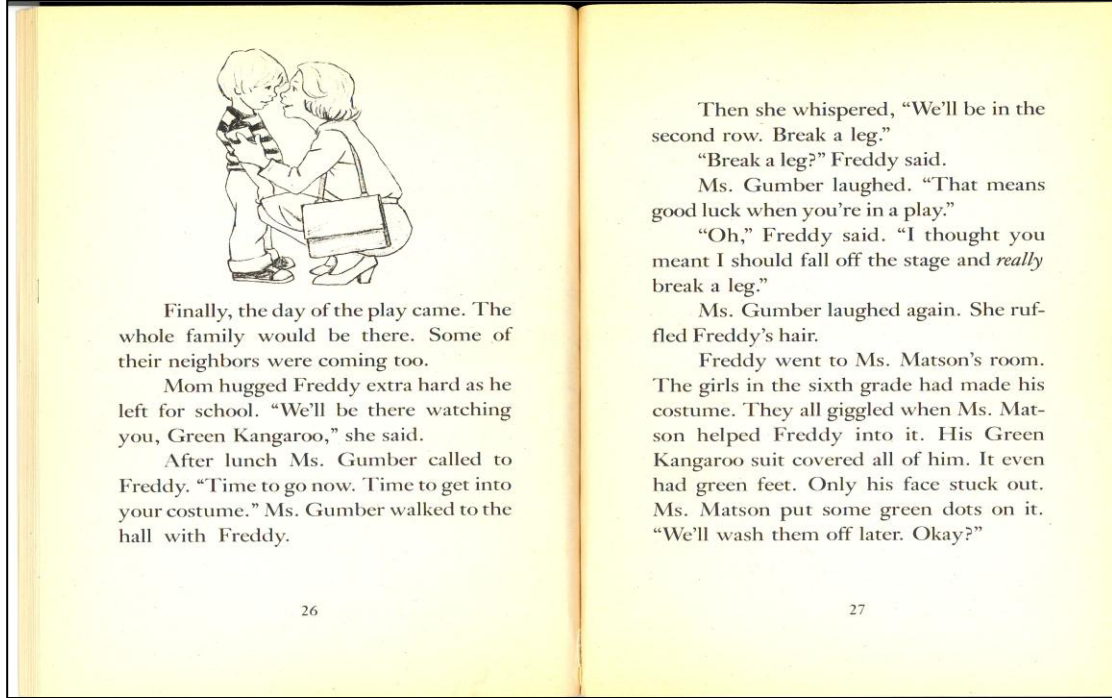 Finally, the day of the play came. The
whole family would be there. Some of
their neighbors were coming too.
Mom hugged Freddy extra hard as he
left for school. “We’ll be there watching
you, Green Kangaroo,” she said.
After lunch Ms. Gumber called to
Freddy. “Time to go now. Time to get into
your costume.” Ms. Gumber walked to the
hall with Freddy.
26
Then she whispered, “We’ll be in the
second row. Break a leg.”
“Break a leg?” Freddy said.
Ms. Gumber laughed. “That means
good luck when you’re in a play.”
“Oh,” Freddy said. “I thought you
meant I should fall off the stage and really
break a leg.”
Ms. Gumber laughed again. She ruf-
fled Freddy’s hair.
Freddy went to Ms. Matson’s room.
The girls in the sixth grade had made his
costume. They all giggled when Ms. Mat-
son helped Freddy into it. His Green
Kangaroo suit covered all of him. It even
had green feet. Only his face stuck out.
Ms. Matson put some green dots on it.
“We’ll wash them off later. Okay?”
27